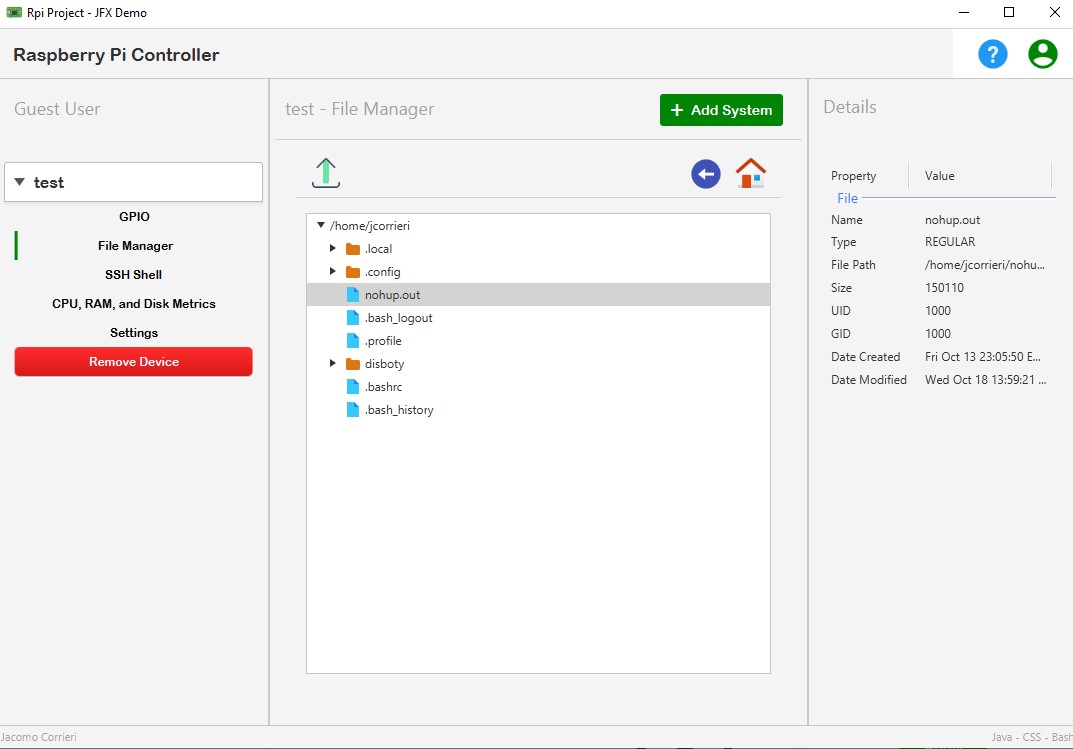 Rpi Project - JFX Demo
Raspberry Pi Controller
?
Guest User
test
GPIO
File Manager
SSH Shell
CPU, RAM, and Disk Metrics
Settings
Remove Device
test - File Manager
+ Add System
/home/jcorrieri
.local
.config
nohup.out
.bash_logout
.profile
disboty
.bashrc
.bash_history
Details
Property Value
File
Name nohup.out
Type REGULAR
File Path /home/jcorrieri/nohu...
Size 150110
UID 1000
GID 1000
Date Created Fri Oct 13 23:05:50 E...
Date Modified Wed Oct 18 13:59:21 ...
Jacomo Corrieri
Java - CSS - Bash